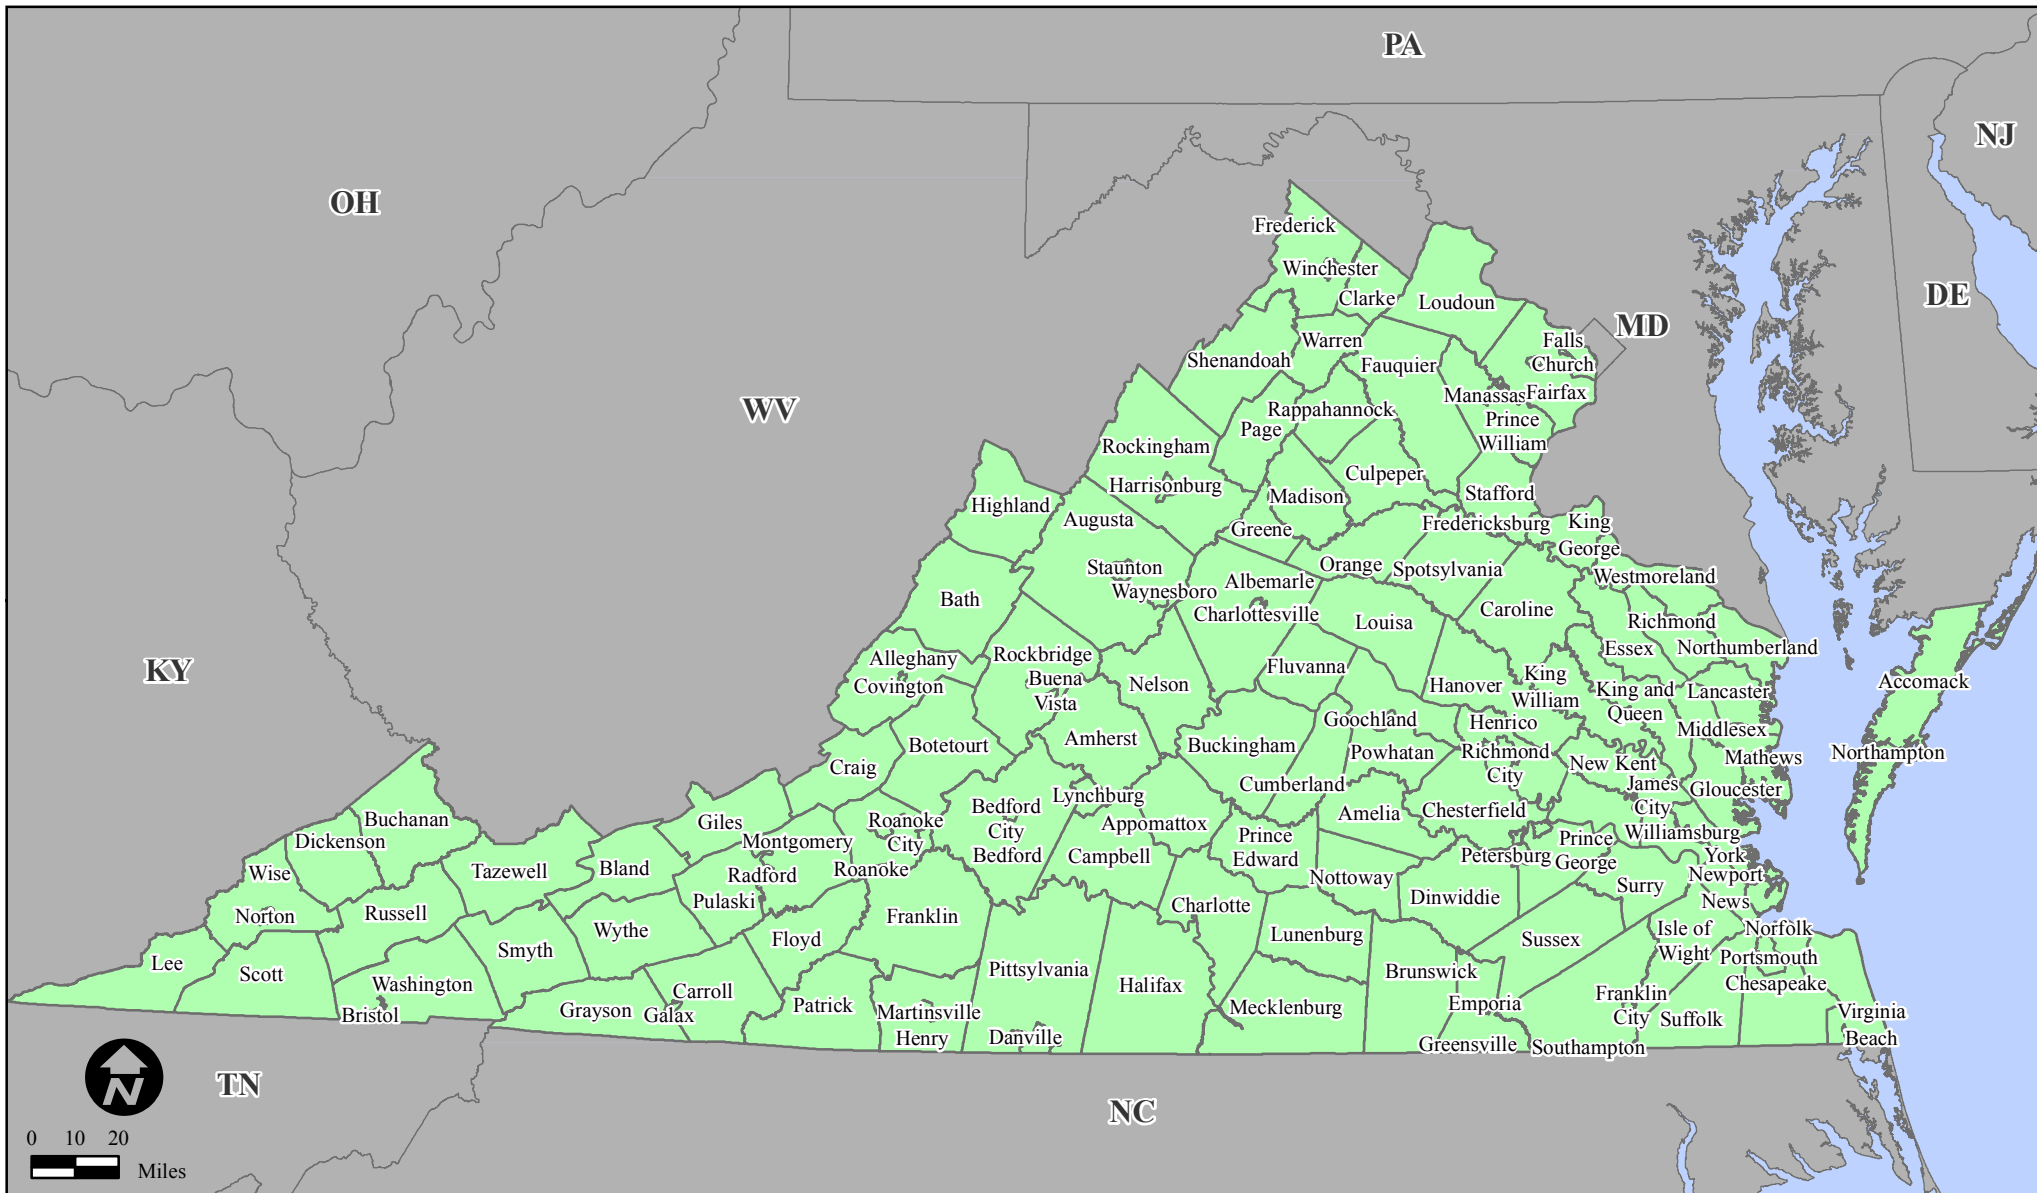 PA
NJ
OH
DE
MD
WV
KY
TN
NC
Frederick
Winchester
Clarke
Loudoun
Falls
Church
Warren
Shenandoah
Fauquier
Fairfax
Manassas
Prince
William
Rappahannock
Page
Rockingham
Harrisonburg
Culpeper
Madison
Stafford
Highland
Augusta
Greene
Fredericksburg
King
George
Orange
Spotsylvania
Staunton
Waynesboro
Albemarle
Charlottesville
Westmoreland
Bath
Caroline
Louisa
Richmond
Essex
Northumberland
Alleghany
Covington
Rockbridge
Buena
Vista
Nelson
Fluvanna
Hanover
King
William
King and
Queen
Lancaster
Accomack
Goochland
Henrico
Middlesex
Botetourt
Amherst
Buckingham
Powhatan
Richmond
City
New Kent
Mathews
Northampton
Craig
Cumberland
James
City
Gloucester
Lynchburg
Bedford
City
Bedford
Appomattox
Amelia
Chesterfield
Buchanan
Giles
Roanoke
City
Dickenson
Montgomery
Prince
Edward
Prince
George
Williamsburg
Petersburg
York
Campbell
Wise
Tazewell
Bland
Radford
Roanoke
Nottoway
Newport
News
Surry
Pulaski
Dinwiddie
Norton
Russell
Charlotte
Franklin
Wythe
Floyd
Lunenburg
Sussex
Isle of
Wight
Norfolk
Smyth
Portsmouth
Lee
Scott
Pittsylvania
Brunswick
Chesapeake
Washington
Halifax
Carroll
Franklin
City
Patrick
Emporia
Mecklenburg
Grayson
Galax
Martinsville
Bristol
Suffolk
Virginia
Beach
Henry
Danville
Greensville
Southampton
N
0 10 20
Miles